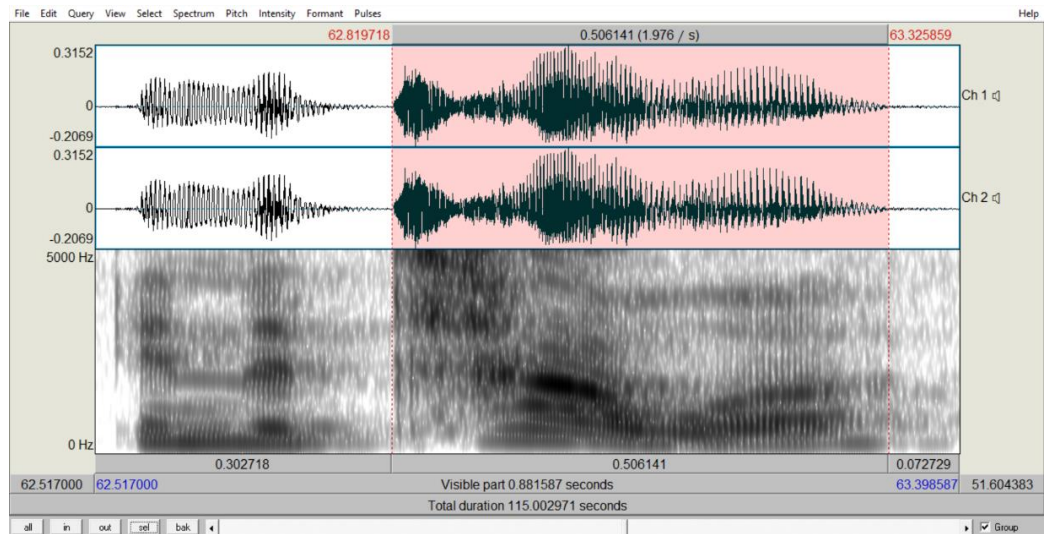 File Edit Query View Select Spectrum Pitch Intensity Formant Pulses Help
62.819718 0.506141 (1.976 / s) 63.325859
0.3152
0
-0.2069
Ch 1
0.3152
0
-0.2069
Ch 2
5000 Hz
0 Hz
0.302718 0.506141 0.072729
62.517000 62.517000 Visible part 0.881587 seconds 63.398587 51.604383
Total duration 115.002971 seconds
all in out sel bak Group